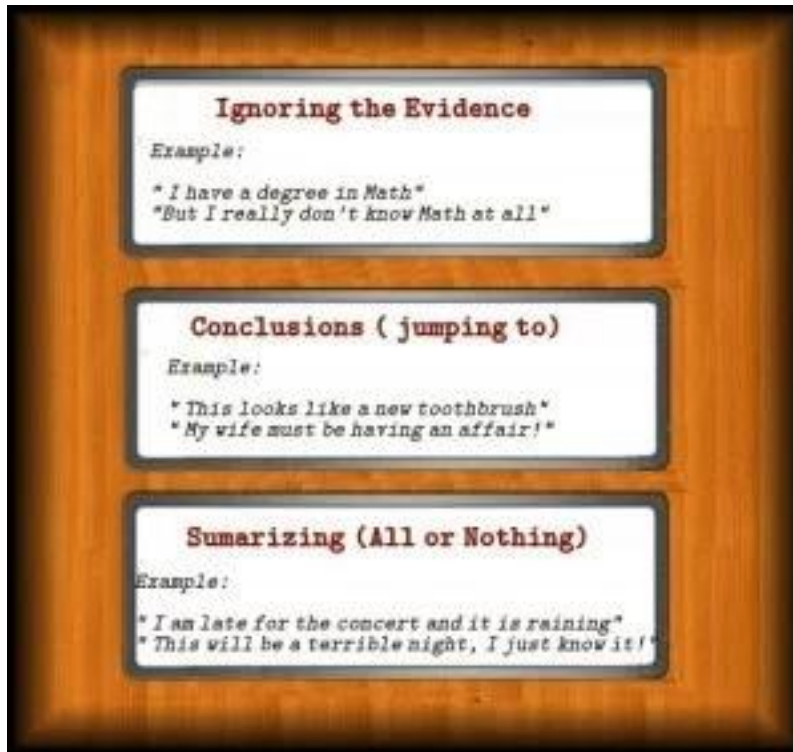 Ignoring the Evidence
Example:
" I have a degree in Math"
"But I really don't know Math at all"
Conclusions ( jumping to)
Example:
" This looks like a new toothbrush"
" My wife must be having an affair!"
Sumarizing (All or Nothing)
Example:
" I am late for the concert and it is raining"
" This will be a terrible night, I just know it!"